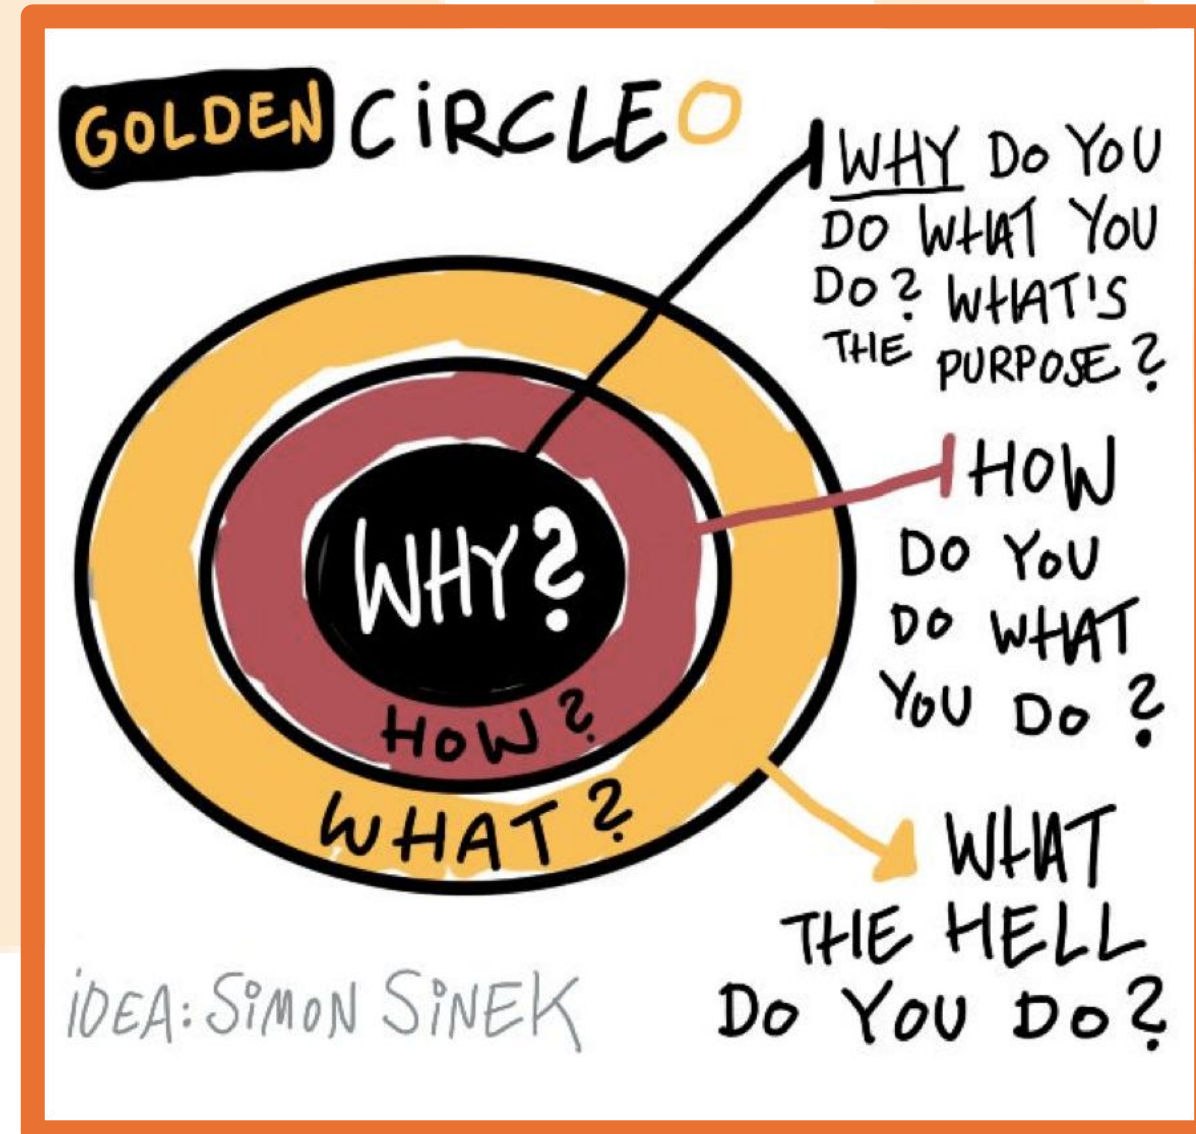 GOLDEN CiRCLE
WHY DO YOU
DO WHAT YOU
DO? WHAT'S
THE PURPOSE?
HOW
DO YOU
DO WHAT
YOU DO?
WHAT
THE HELL
DO YOU DO?
WHY?
HOW?
WHAT?
iDEA: SiMON SiNEK